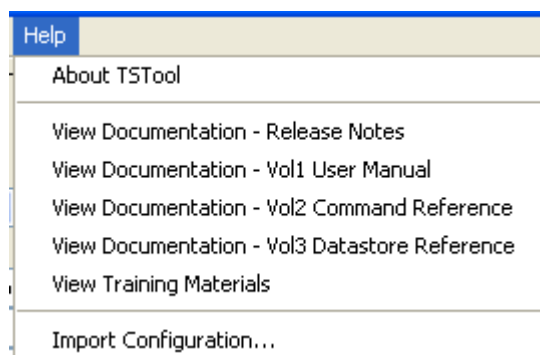 Help
About TSTool
View Documentation - Release Notes
View Documentation - Vol1 User Manual
View Documentation - Vol2 Command Reference
View Documentation - Vol3 Datastore Reference
View Training Materials
Import Configuration...